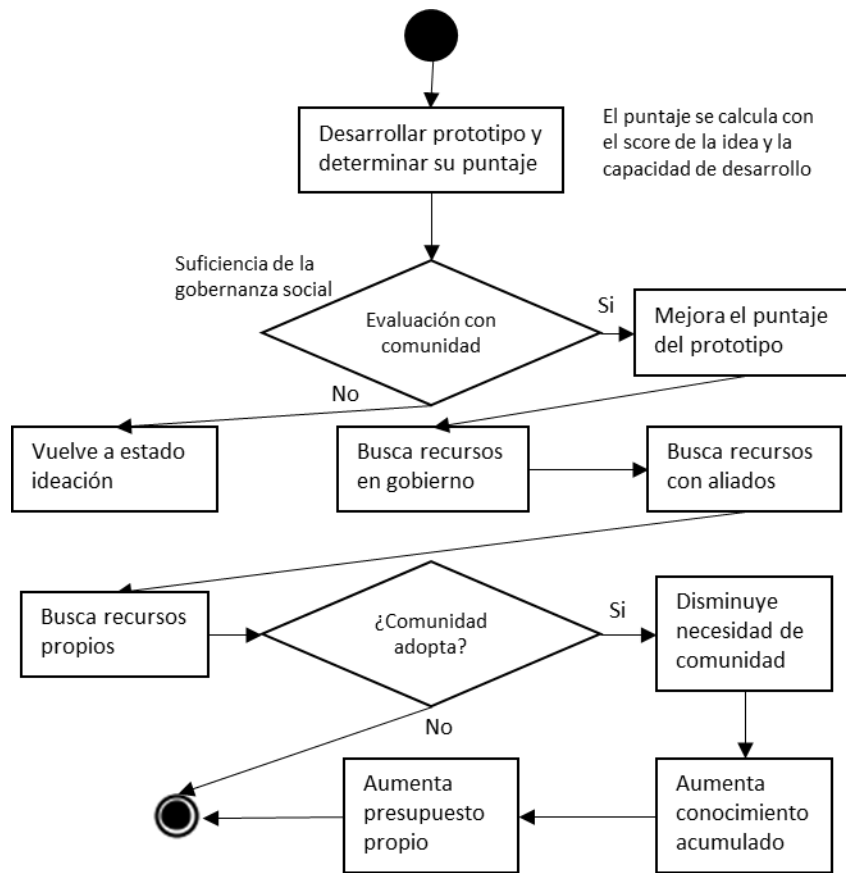 Desarrollar prototipo y
determinar su puntaje
El puntaje se calcula con
el score de la idea y la
capacidad de desarrollo
Suficiencia de la
gobernanza social
Evaluación con
comunidad
Si
Mejora el puntaje
del prototipo
No
Vuelve a estado
ideación
Busca recursos
en gobierno
Busca recursos
con aliados
Busca recursos
propios
¿Comunidad
adopta?
Si
Disminuye
necesidad de
comunidad
No
Aumenta
presupuesto
propio
Aumenta
conocimiento
acumulado